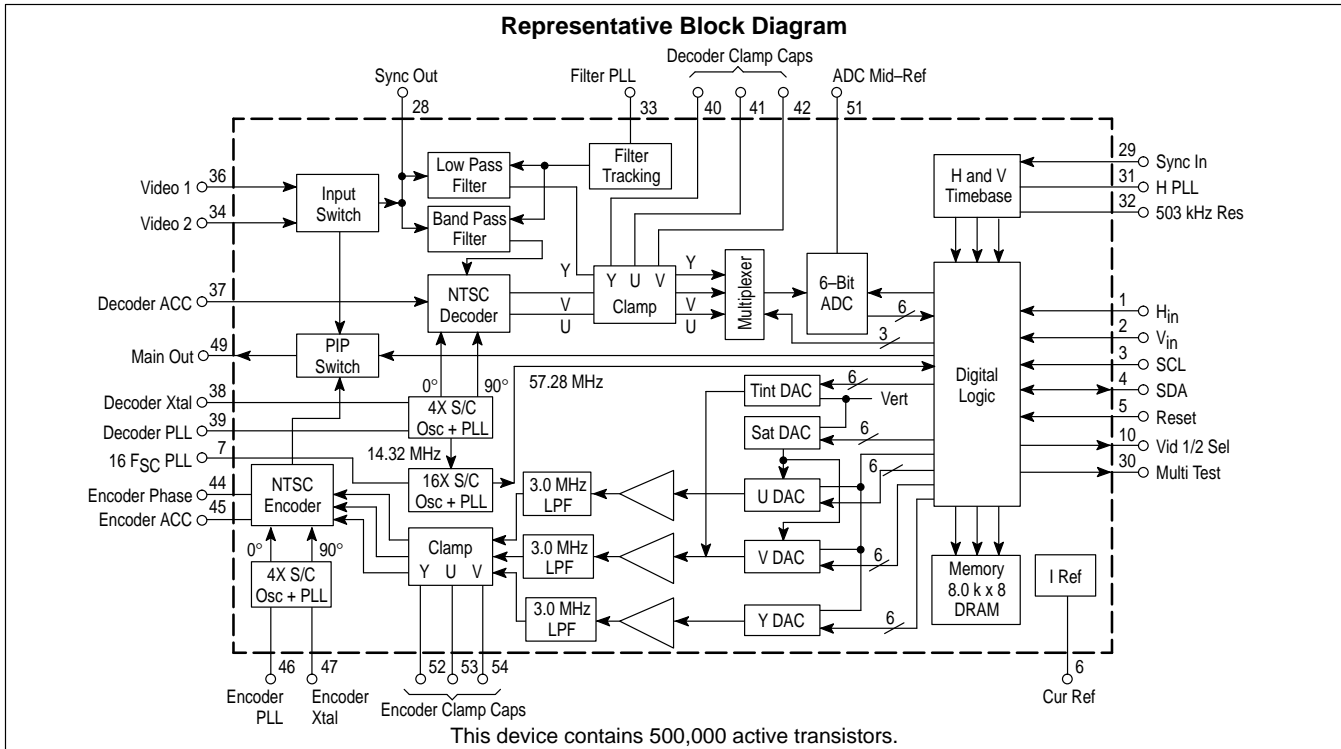 Representative Block Diagram
Decoder Clamp Caps
Sync Out
Filter PLL
ADC Mid–Ref
28
33
40
41
42
51
Video 1
36
Video 2
34
Input
Switch
Low Pass
Filter
Band Pass
Filter
Filter
Tracking
H and V
Timebase
29
Sync In
31
H PLL
32
503 kHz Res
Decoder ACC
37
NTSC
Decoder
Y
V
U
Y U V
Clamp
Y
V
U
Multiplexer
6–Bit
ADC
6
3
Digital
Logic
1
Hin
2
Vin
3
SCL
4
SDA
5
Reset
10
Vid 1/2 Sel
30
Multi Test
Main Out
49
PIP
Switch
0°
90°
57.28 MHz
Decoder Xtal
38
Decoder PLL
39
4X S/C
Osc + PLL
14.32 MHz
16 FSC PLL
7
16X S/C
Osc + PLL
Tint DAC
6
Vert
Sat DAC
6
U DAC
6
V DAC
6
Y DAC
6
3.0 MHz
LPF
3.0 MHz
LPF
3.0 MHz
LPF
Encoder Phase
44
Encoder ACC
45
NTSC
Encoder
0°
90°
4X S/C
Osc + PLL
Clamp
Y U V
Memory
8.0 k x 8
DRAM
I Ref
46
47
52
53
54
6
Encoder
PLL
Encoder
Xtal
Encoder Clamp Caps
Cur Ref
This device contains 500,000 active transistors.